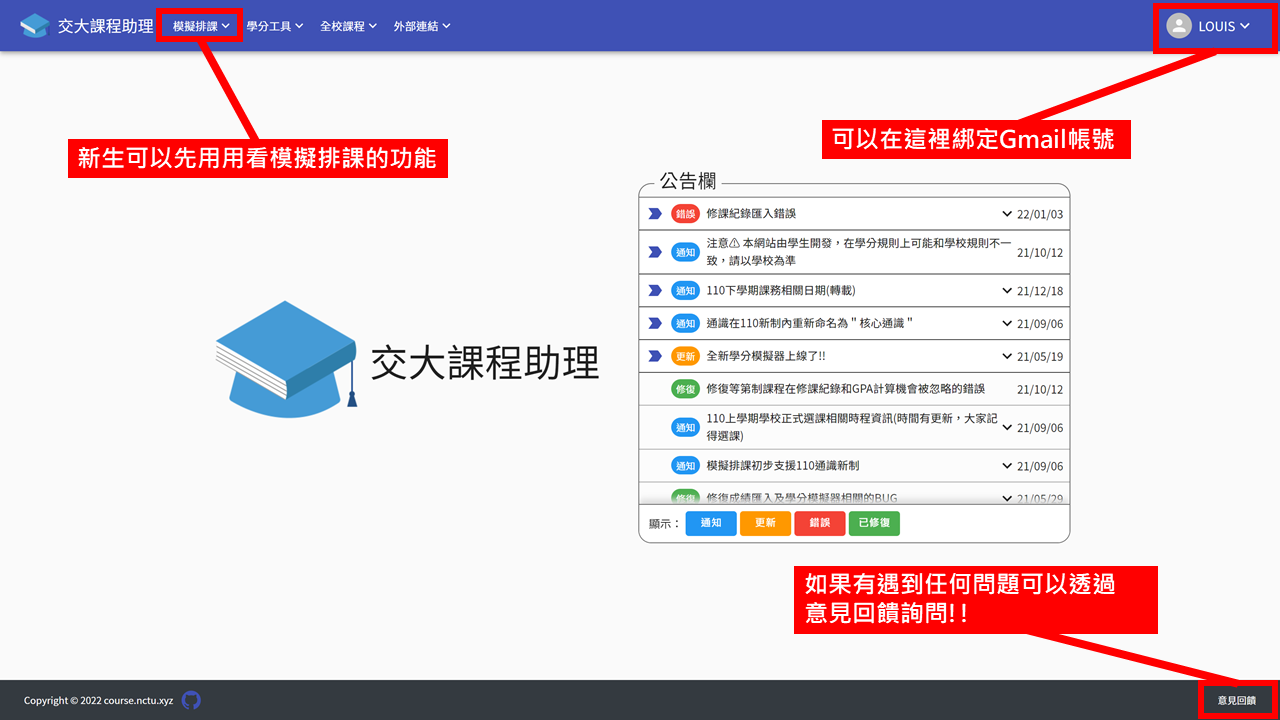 交大課程助理
模擬排課
學分工具
全校課程
外部連結
LOUIS
新生可以先用用看模擬排課的功能
可以在這裡綁定Gmail帳號
交大課程助理
公告欄
錯誤 修課紀錄匯入錯誤 22/01/03
通知 注意⚠ 本網站由學生開發，在學分規則上可能和學校規則不一
致，請以學校為準 21/10/12
通知 110下學期課務相關日期(轉載) 21/12/18
通知 通識在110新制內重新命名為＂核心通識＂ 21/09/06
更新 全新學分模擬器上線了!! 21/05/19
修復 修復等第制課程在修課紀錄和GPA計算機會被忽略的錯誤 21/10/12
通知 110上學期學校正式選課相關時程資訊(時間有更新，大家記
得選課) 21/09/06
通知 模擬排課初步支援110通識新制 21/09/06
修復 修復成績匯入及學分模擬器相關的BUG 21/05/29
顯示： 通知 更新 錯誤 已修復
如果有遇到任何問題可以透過
意見回饋詢問!!
Copyright © 2022 course.nctu.xyz
意見回饋